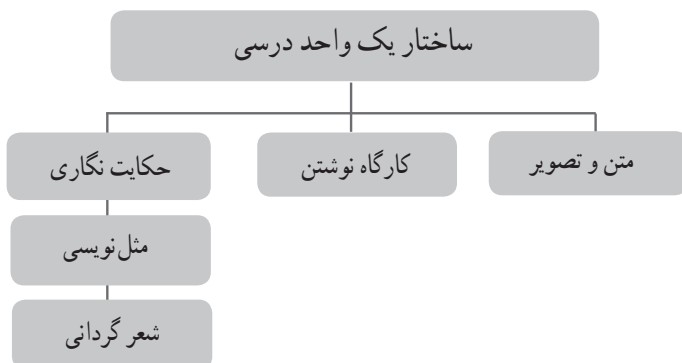 ساختار یک واحد درسی
متن و تصویر
کارگاه نوشتن
حکایت نگاری
مثل‌نویسی
شعر گردانی